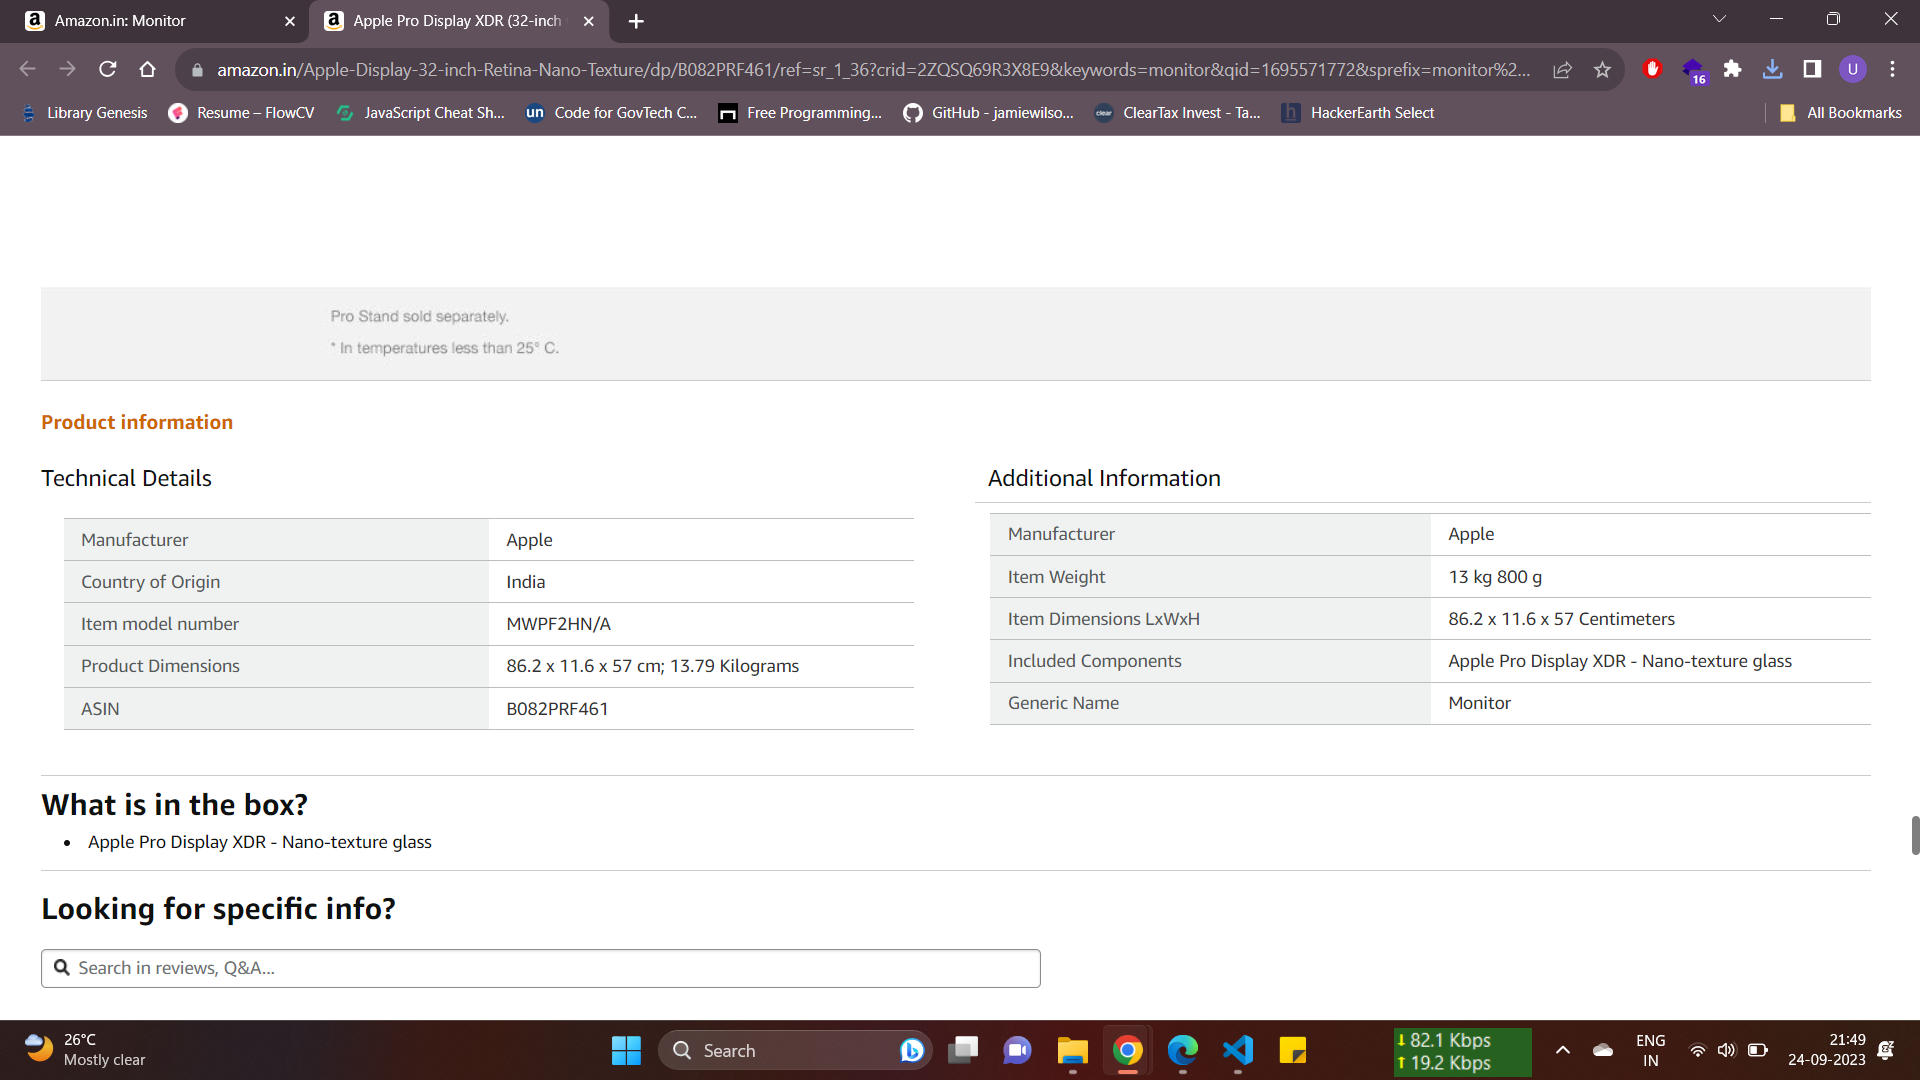 Amazon.in: Monitor
Apple Pro Display XDR (32-inch
amazon.in/Apple-Display-32-inch-Retina-Nano-Texture/dp/B082PRF461/ref=sr_1_36?crid=2ZQSQ69R3X8E9&keywords=monitor&qid=1695571772&sprefix=monitor%2...
16
U
Library Genesis
Resume – FlowCV
JavaScript Cheat Sh...
un Code for GovTech C...
Free Programming...
GitHub - jamiewilso...
clear ClearTax Invest - Ta...
h HackerEarth Select
All Bookmarks
Pro Stand sold separately.
* In temperatures less than 25° C.
Product information
Technical Details
Manufacturer Apple
Country of Origin India
Item model number MWPF2HN/A
Product Dimensions 86.2 x 11.6 x 57 cm; 13.79 Kilograms
ASIN B082PRF461
Additional Information
Manufacturer Apple
Item Weight 13 kg 800 g
Item Dimensions LxWxH 86.2 x 11.6 x 57 Centimeters
Included Components Apple Pro Display XDR - Nano-texture glass
Generic Name Monitor
What is in the box?
• Apple Pro Display XDR - Nano-texture glass
Looking for specific info?
Search in reviews, Q&A...
26°C
Mostly clear
Search
↓ 82.1 Kbps
↑ 19.2 Kbps
ENG
IN
21:49
24-09-2023